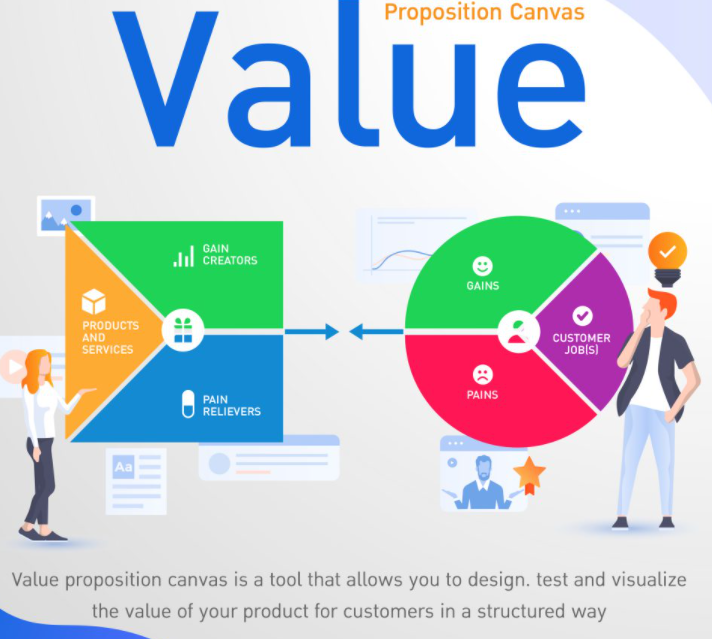 Proposition Canvas
Value
GAIN
CREATORS
PRODUCTS
AND
SERVICES
PAIN
RELIEVERS
GAINS
CUSTOMER
JOB(S)
PAINS
Aa
Value proposition canvas is a tool that allows you to design. test and visualize
the value of your product for customers in a structured way